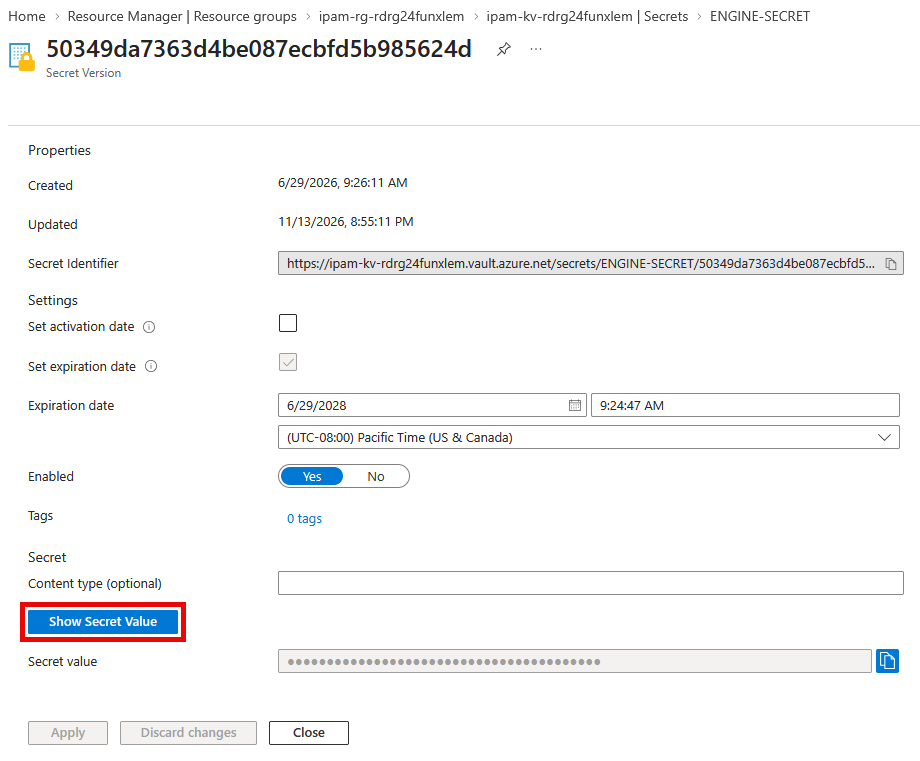 Home > Resource Manager | Resource groups > ipam-rg-rdrg24funxlem > ipam-kv-rdrg24funxlem | Secrets > ENGINE-SECRET
50349da7363d4be087ecbfd5b985624d ...
Secret Version
Properties
Created 6/29/2026, 9:26:11 AM
Updated 11/13/2026, 8:55:11 PM
Secret Identifier https://ipam-kv-rdrg24funxlem.vault.azure.net/secrets/ENGINE-SECRET/50349da7363d4be087ecbfd5...
Settings
Set activation date
Set expiration date
Expiration date 6/29/2028 9:24:47 AM
(UTC-08:00) Pacific Time (US & Canada)
Enabled Yes No
Tags 0 tags
Secret
Content type (optional)
Show Secret Value
Secret value ●●●●●●●●●●●●●●●●●●●●●●●●●●●●●●●●●●●●●●●●
Apply Discard changes Close